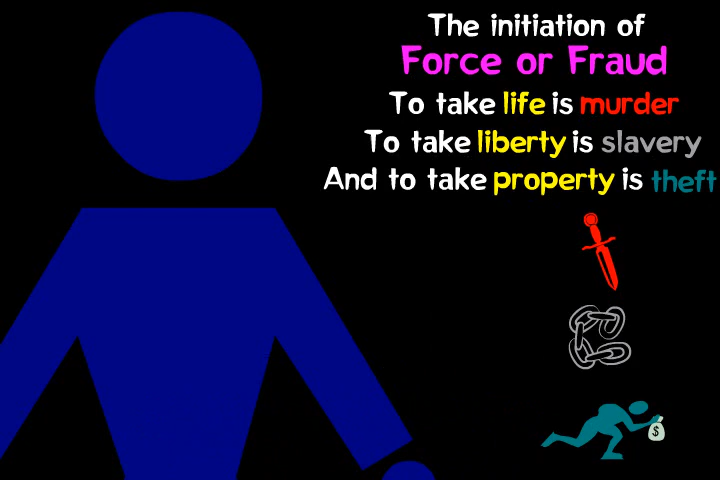 The initiation of
Force or Fraud
To take life is murder
To take liberty is slavery
And to take property is theft
$